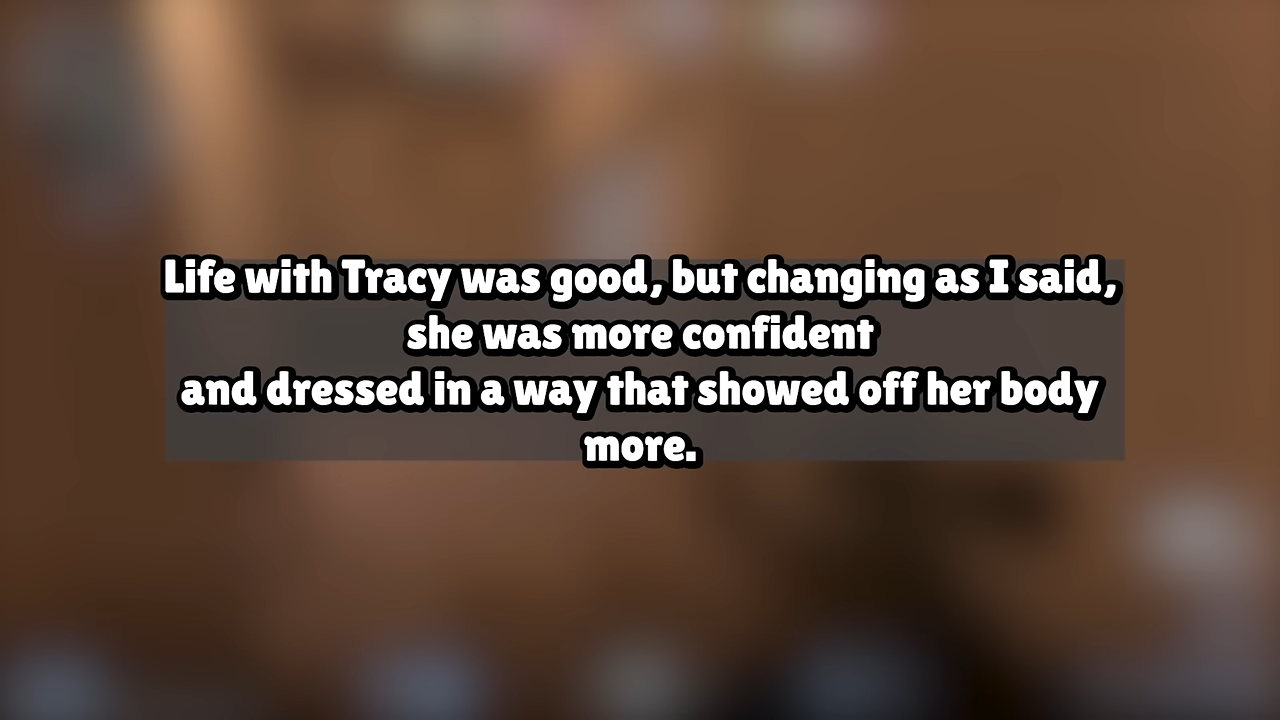 Life with Tracy was good, but changing as I said,
she was more confident
and dressed in a way that showed off her body
more.